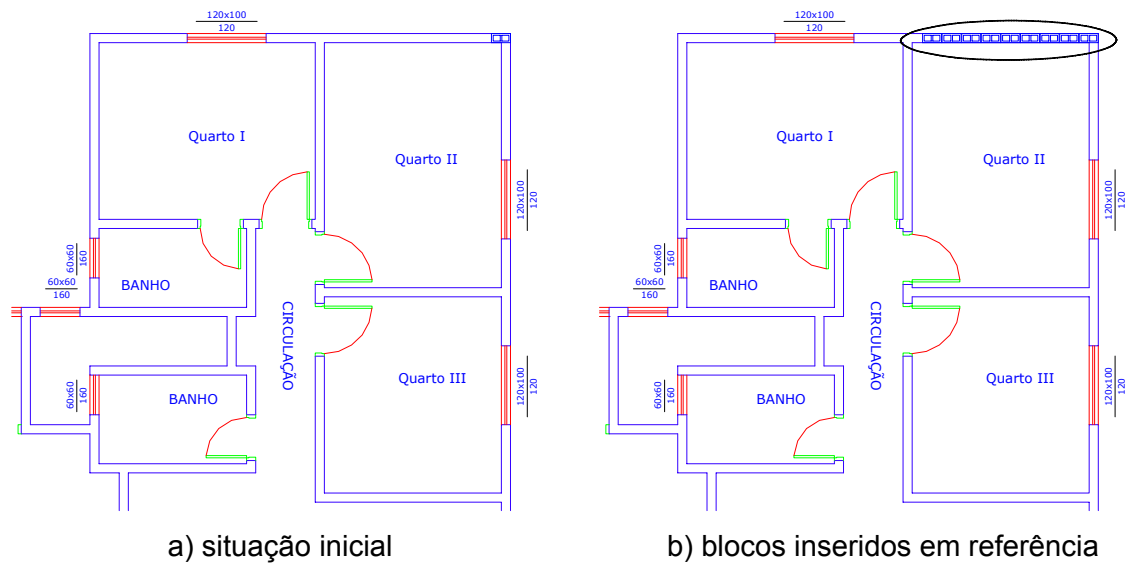 120x100
120
Quarto I
Quarto II
120x100
120
60x60
160
60x60
160
BANHO
CIRCULAÇÃO
Quarto III
120x100
120
60x60
160
BANHO
a) situação inicial
120x100
120
Quarto I
Quarto II
120x100
120
60x60
160
60x60
160
BANHO
CIRCULAÇÃO
Quarto III
120x100
120
60x60
160
BANHO
b) blocos inseridos em referência